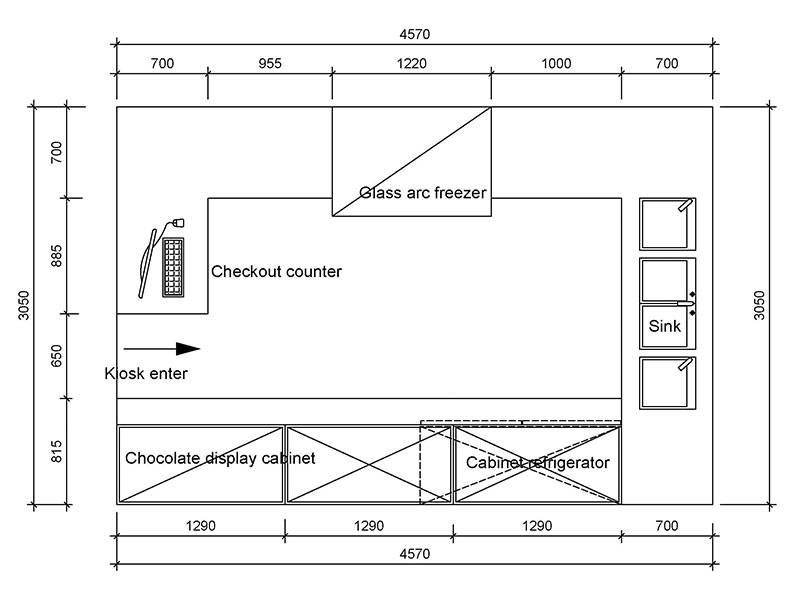 4570
700 955 1220 1000 700
700
Glass arc freezer
885
Checkout counter
3050
3050
Sink
650
Kiosk enter
815
Chocolate display cabinet
Cabinet refrigerator
1290 1290 1290 700
4570